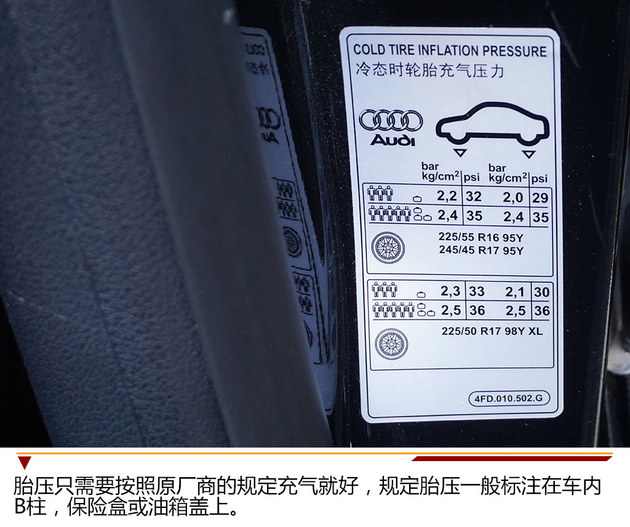 COLD TIRE INFLATION PRESSURE
冷态时轮胎充气压力
Audi
bar bar
kg/cm² psi kg/cm² psi
2,2 32 2,0 29
2,4 35 2,4 35
225/55 R16 95Y
245/45 R17 95Y
2,3 33 2,1 30
2,5 36 2,5 36
225/50 R17 98Y XL
4FD.010.502.G
胎压只需要按照原厂商的规定充气就好，规定胎压一般标注在车内
B柱，保险盒或油箱盖上。